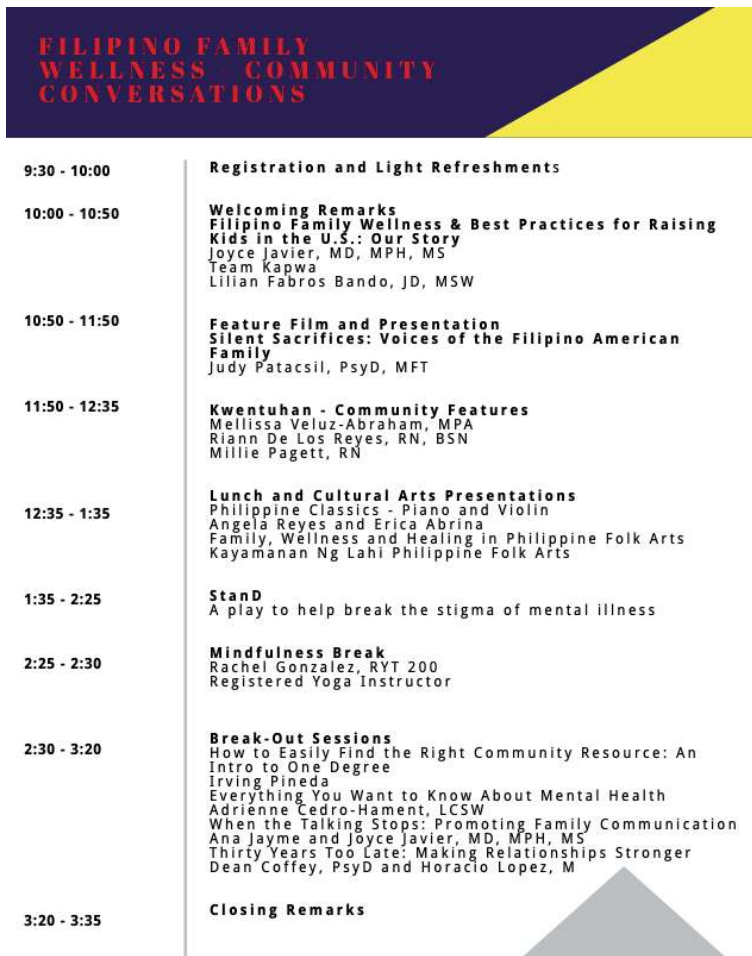 FILIPINO FAMILY
WELLNESS COMMUNITY
CONVERSATIONS
9:30 - 10:00
Registration and Light Refreshments
10:00 - 10:50
Welcoming Remarks
Filipino Family Wellness & Best Practices for Raising
Kids in the U.S.: Our Story
Joyce Javier, MD, MPH, MS
Team Kapwa
Lilian Fabros Bando, JD, MSW
10:50 - 11:50
Feature Film and Presentation
Silent Sacrifices: Voices of the Filipino American
Family
Judy Patacsil, PsyD, MFT
11:50 - 12:35
Kwentuhan - Community Features
Mellissa Veluz-Abraham, MPA
Riann De Los Reyes, RN, BSN
Millie Pagett, RN
12:35 - 1:35
Lunch and Cultural Arts Presentations
Philippine Classics - Piano and Violin
Angela Reyes and Erica Abrina
Family, Wellness and Healing in Philippine Folk Arts
Kayamanan Ng Lahi Philippine Folk Arts
1:35 - 2:25
StanD
A play to help break the stigma of mental illness
2:25 - 2:30
Mindfulness Break
Rachel Gonzalez, RYT 200
Registered Yoga Instructor
2:30 - 3:20
Break-Out Sessions
How to Easily Find the Right Community Resource: An
Intro to One Degree
Irving Pineda
Everything You Want to Know About Mental Health
Adrienne Cedro-Hament, LCSW
When the Talking Stops: Promoting Family Communication
Ana Jayme and Joyce Javier, MD, MPH, MS
Thirty Years Too Late: Making Relationships Stronger
Dean Coffey, PsyD and Horacio Lopez, M
3:20 - 3:35
Closing Remarks